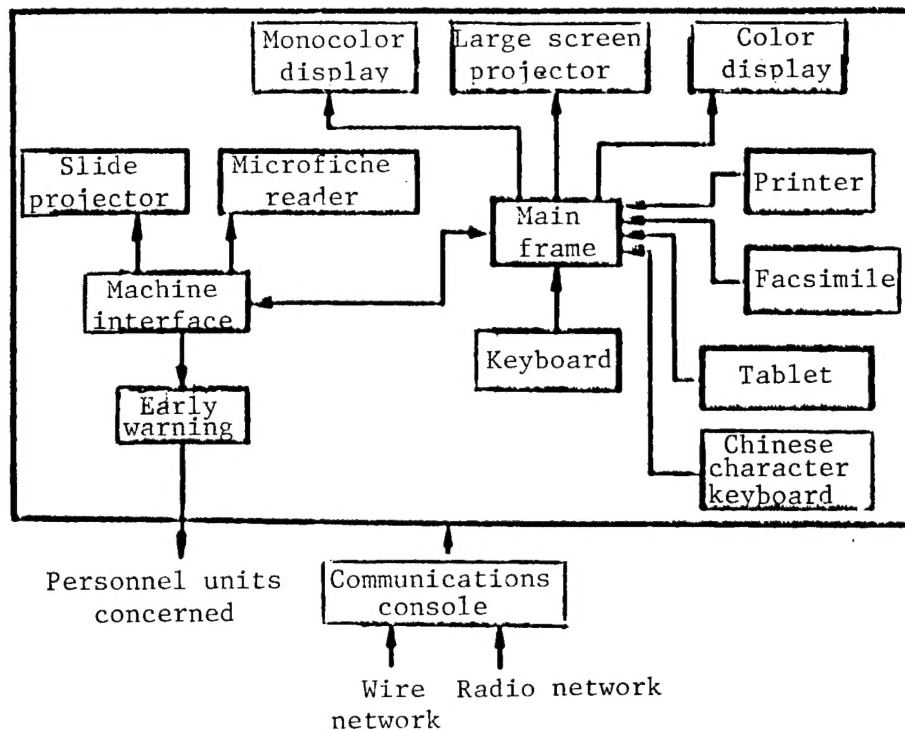 Monocolor
display
Large screen
projector
Color
display
Slide
projector
Microfiche
reader
Main
frame
Printer
Facsimile
Machine
interface
Keyboard
Tablet
Early
warning
Chinese
character
keyboard
Personnel units
concerned
Communications
console
Wire
network
Radio network